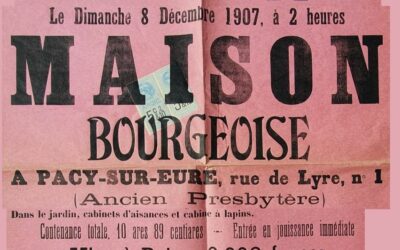 Le Dimanche 8 Décembre 1907, à 2 heures
MAISON
BOURGEOISE
A PACY-SUR-EURE, rue de Lyre, n° 1
(Ancien Presbytère)
Dans le jardin, cabinets d'aisances et cabine à lapins.
Contenance totale, 10 ares 89 centiares — Entrée en jouissance immédiate